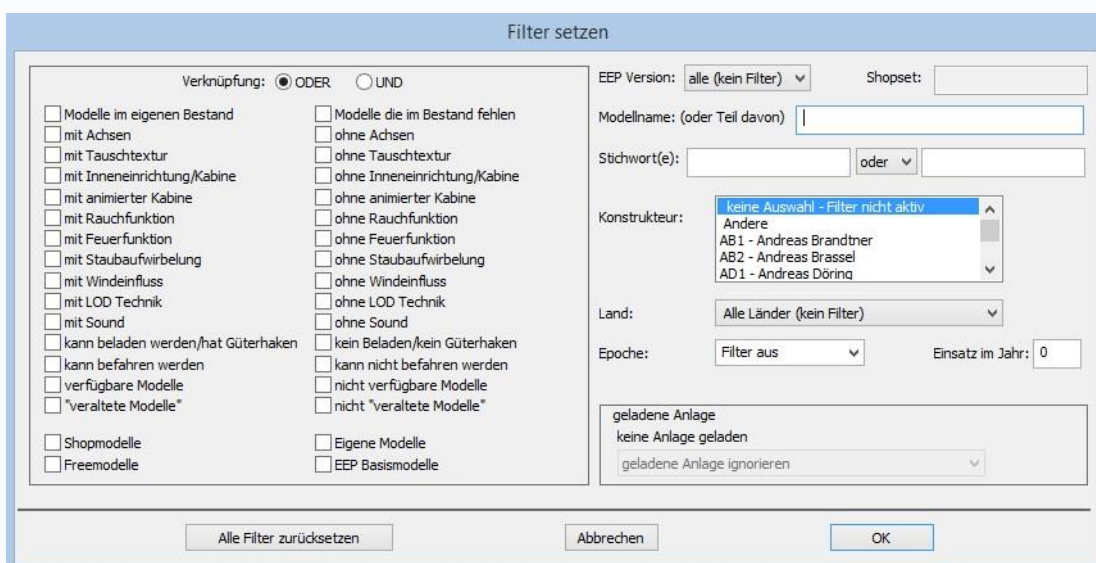 Filter setzen
Verknüpfung: ODER UND
Modelle im eigenen Bestand Modelle die im Bestand fehlen
mit Achsen ohne Achsen
mit Tauschtextur ohne Tauschtextur
mit Inneneinrichtung/Kabine ohne Inneneinrichtung/Kabine
mit animierter Kabine ohne animierter Kabine
mit Rauchfunktion ohne Rauchfunktion
mit Feuerfunktion ohne Feuerfunktion
mit Staubaufwirbelung ohne Staubaufwirbelung
mit Windeinfluss ohne Windeinfluss
mit LOD Technik ohne LOD Technik
mit Sound ohne Sound
kann beladen werden/hat Güterhaken kein Beladen/kein Güterhaken
kann befahren werden kann nicht befahren werden
verfügbare Modelle nicht verfügbare Modelle
"veraltete Modelle" nicht "veraltete Modelle"
Shopmodelle Eigene Modelle
Freemodelle EEP Basismodelle
EEP Version: alle (kein Filter) Shopset:
Modellname: (oder Teil davon)
Stichwort(e): oder
Konstrukteur: keine Auswahl - Filter nicht aktiv
Andere
AB1 - Andreas Brandtner
AB2 - Andreas Brassel
AD1 - Andreas Döring
Land: Alle Länder (kein Filter)
Epoche: Filter aus Einsatz im Jahr: 0
geladene Anlage
keine Anlage geladen
geladene Anlage ignorieren
Alle Filter zurücksetzen Abbrechen OK